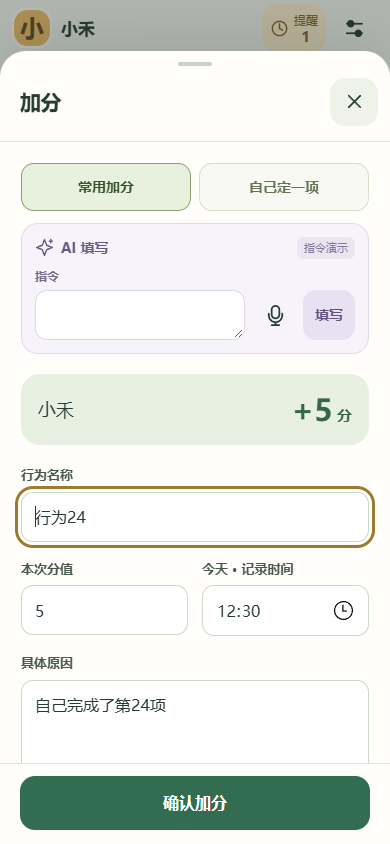 小 小禾 提醒
1
加分
常用加分 自己定一项
AI 填写 指令演示
指令
填写
小禾 +5 分
行为名称
行为24
本次分值 今天 • 记录时间
5 12:30
具体原因
自己完成了第24项
确认加分